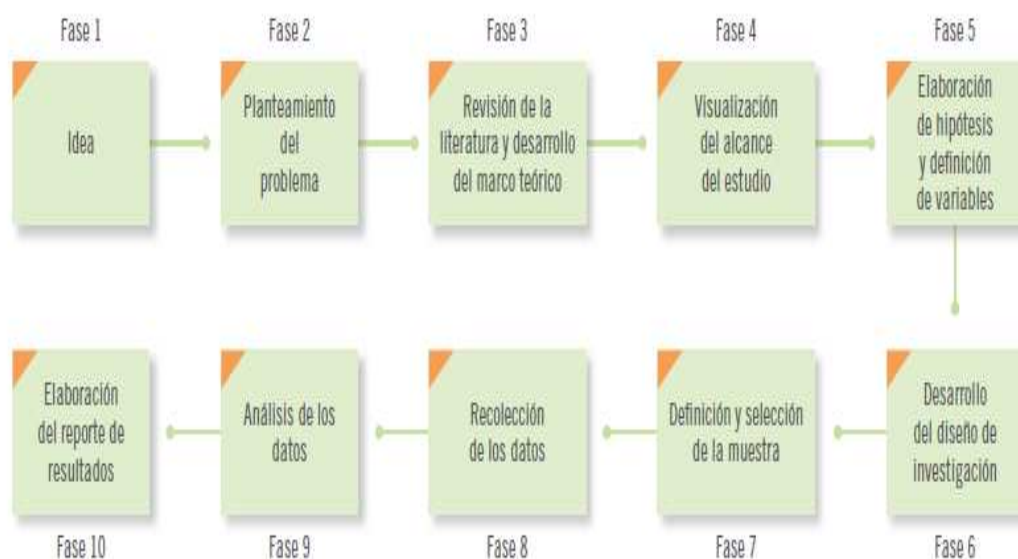 Fase 1
Idea
Fase 2
Planteamiento
del
problema
Fase 3
Revisión de la
literatura y desarrollo
del marco teórico
Fase 4
Visualización
del alcance
del estudio
Fase 5
Elaboración
de hipótesis
y definición
de variables
Desarrollo
del diseño de
investigación
Fase 6
Definición y selección
de la muestra
Fase 7
Recolección
de los datos
Fase 8
Análisis de los
datos
Fase 9
Elaboración
del reporte de
resultados
Fase 10